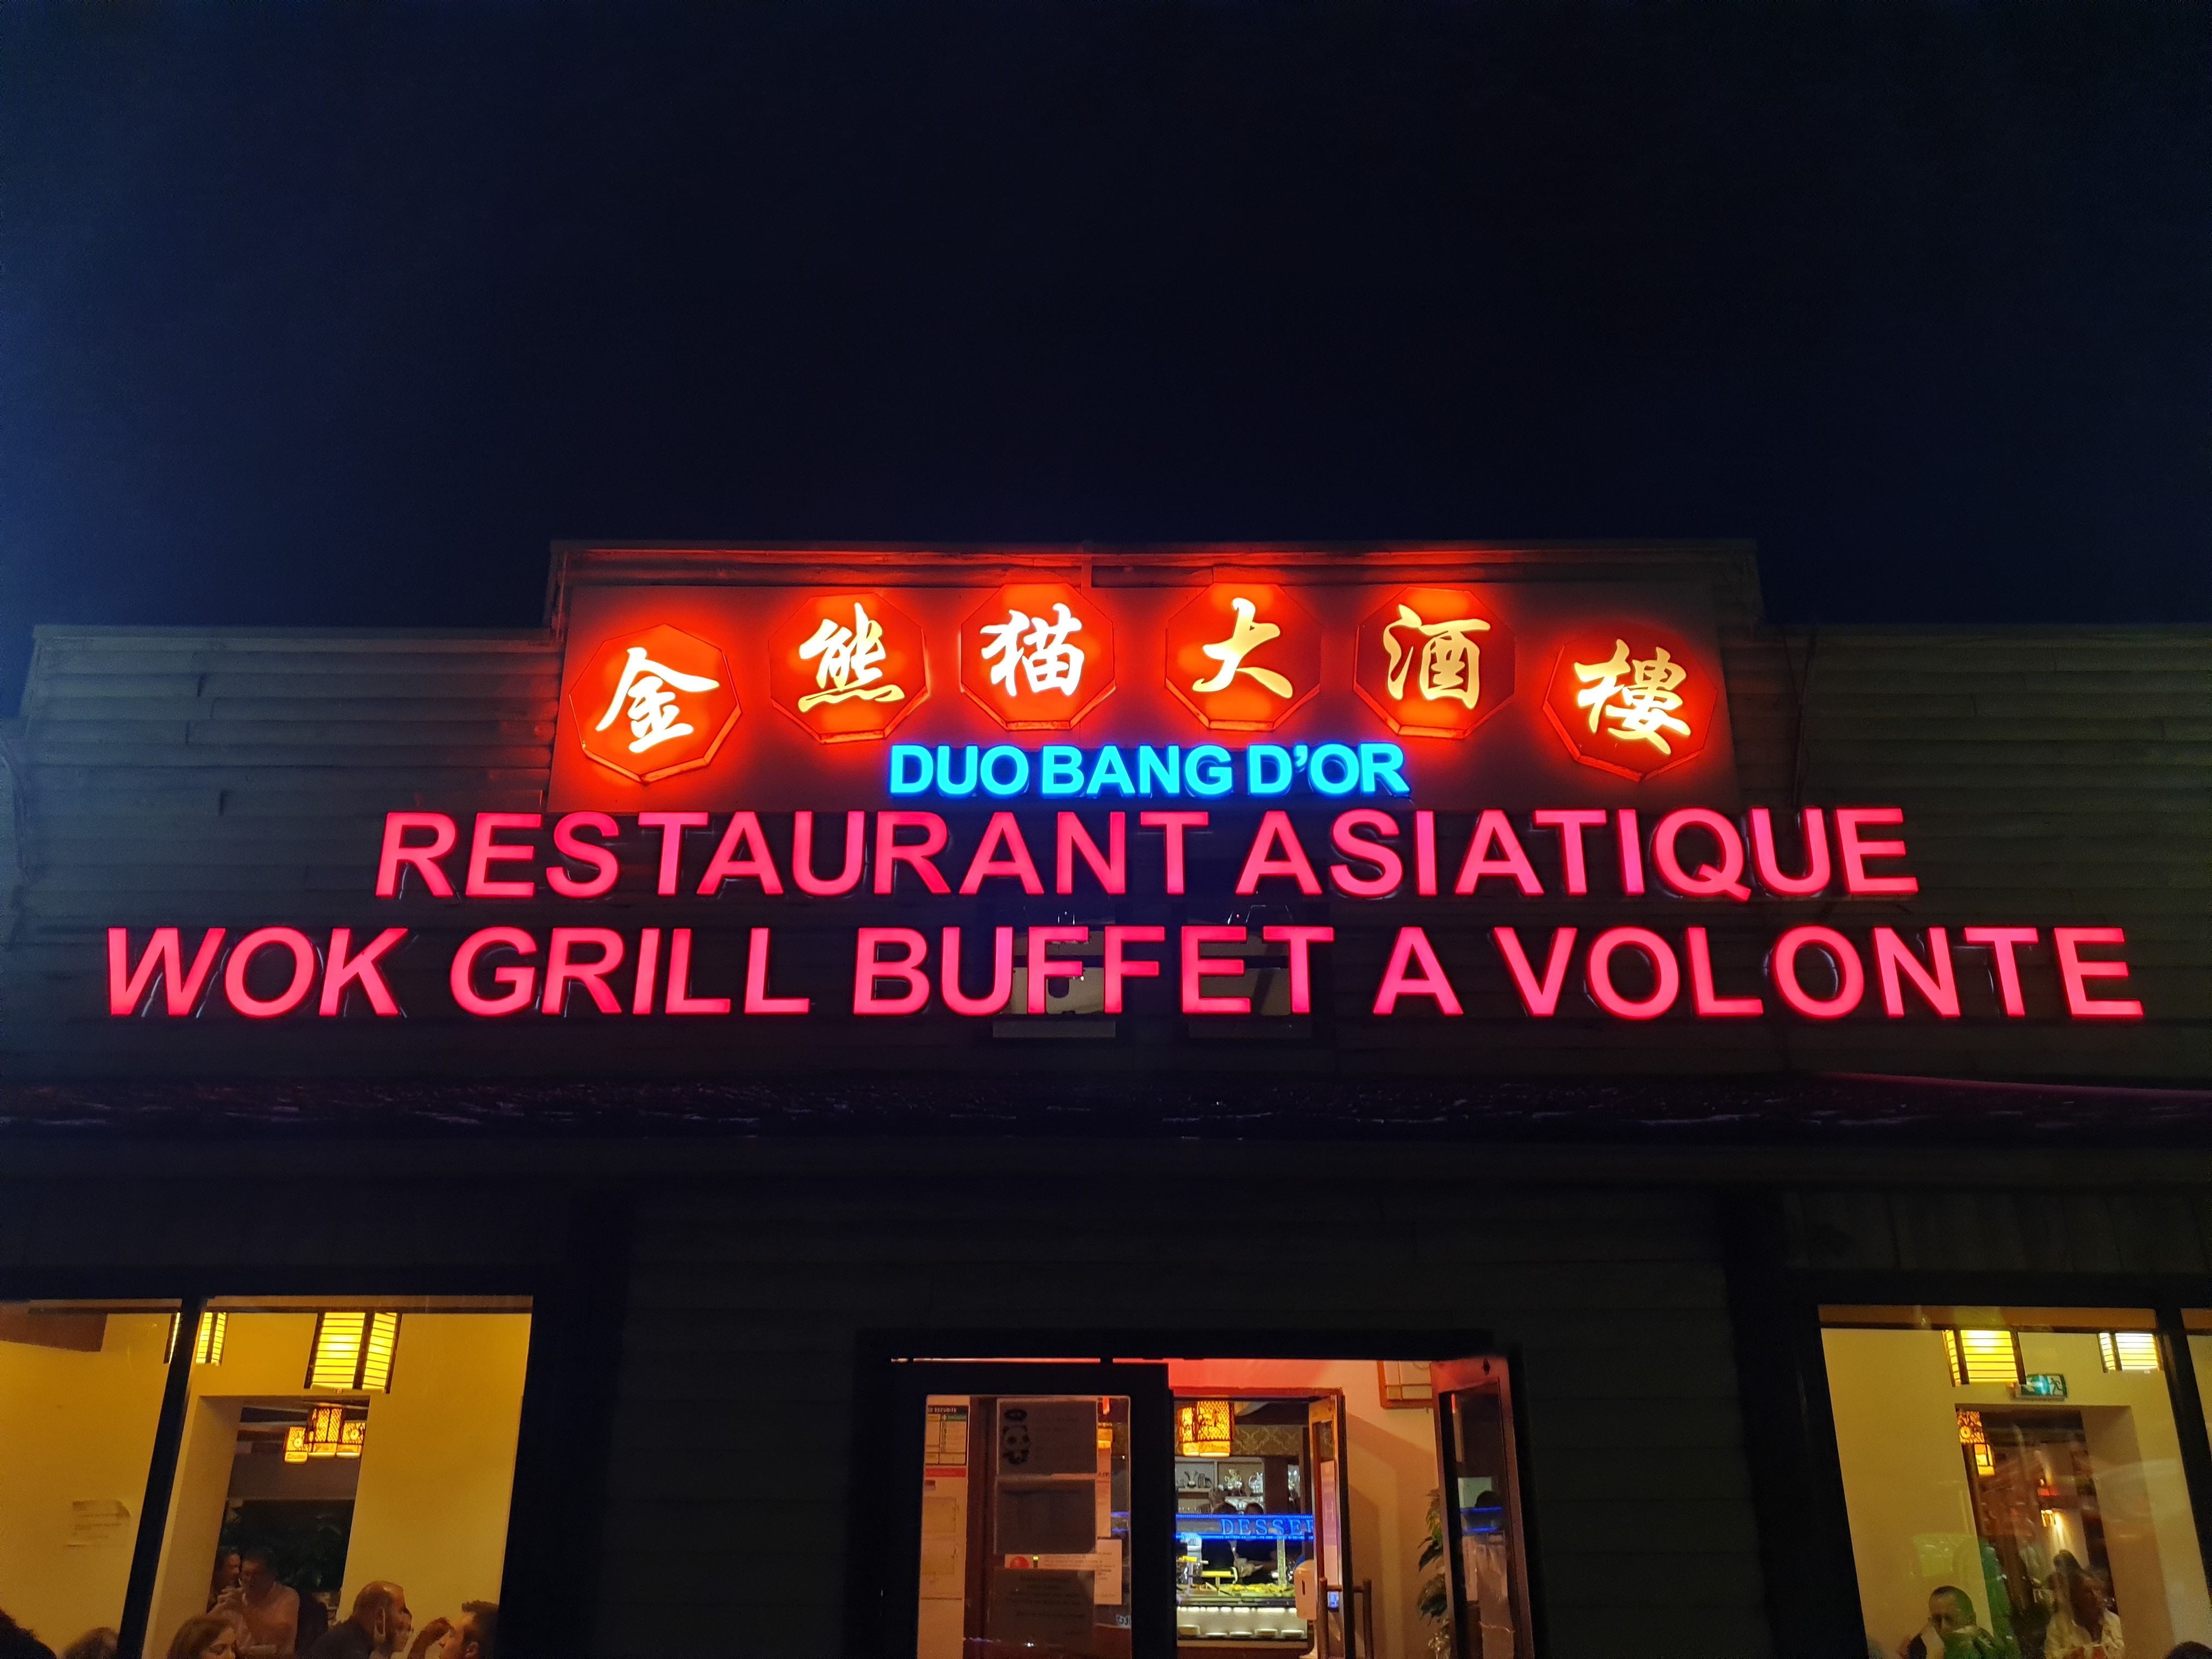 金熊猫大酒樓
DUO BANG D'OR
RESTAURANT ASIATIQUE
WOK GRILL BUFFET A VOLONTE